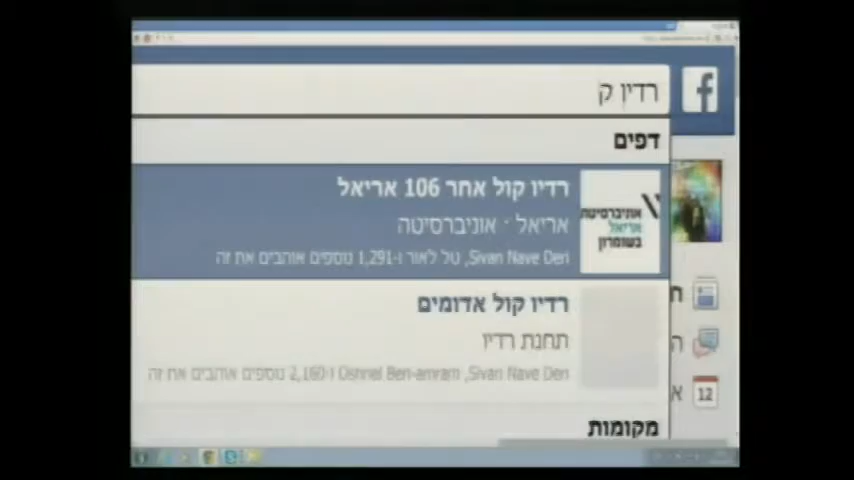 רדיו ק
דפים
רדיו קול אחר 106 אריאל
אריאל · אוניברסיטה
Sivan Nave Deri, טל לאור ו-1,291 נוספים אוהבים את זה
אוניברסיטת
אריאל
בשומרון
רדיו קול אדומים
תחנת רדיו
Sivan Nave Deri, Oshriel Ben-amram ו-2,160 נוספים אוהבים את זה
מקומות
12